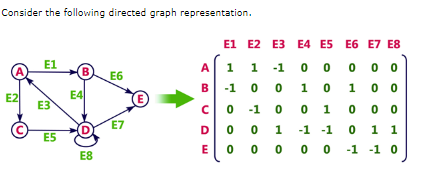 Consider the following directed graph representation.
E1 E2 E3 E4 E5 E6 E7 E8
A 1 1 -1 0 0 0 0 0
B -1 0 0 1 0 1 0 0
C 0 -1 0 0 1 0 0 0
D 0 0 1 -1 -1 0 1 1
E 0 0 0 0 0 -1 -1 0
A E1 B E6
E2 E3 E4 E
C E5 D E7
E8